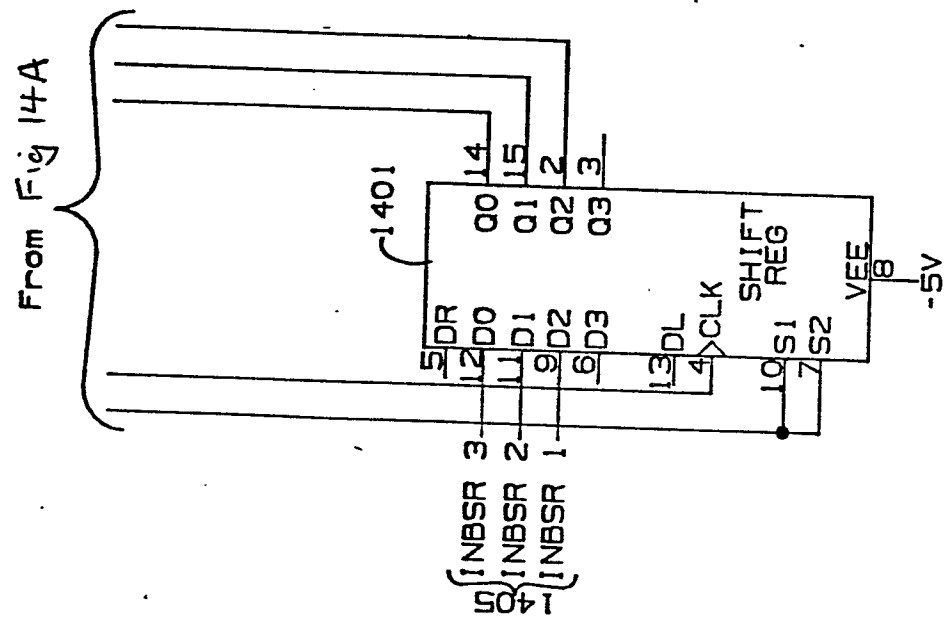 From Fig 14A
1401
14 Q0
15 Q1
2 Q2
3 Q3
5 DR
12 D0
11 D1
9 D2
6 D3
13 DL
4 CLK
10 S1
7 S2
SHIFT
REG
VEE
8
-5V
INBSR 3
INBSR 2
INBSR 1
1405